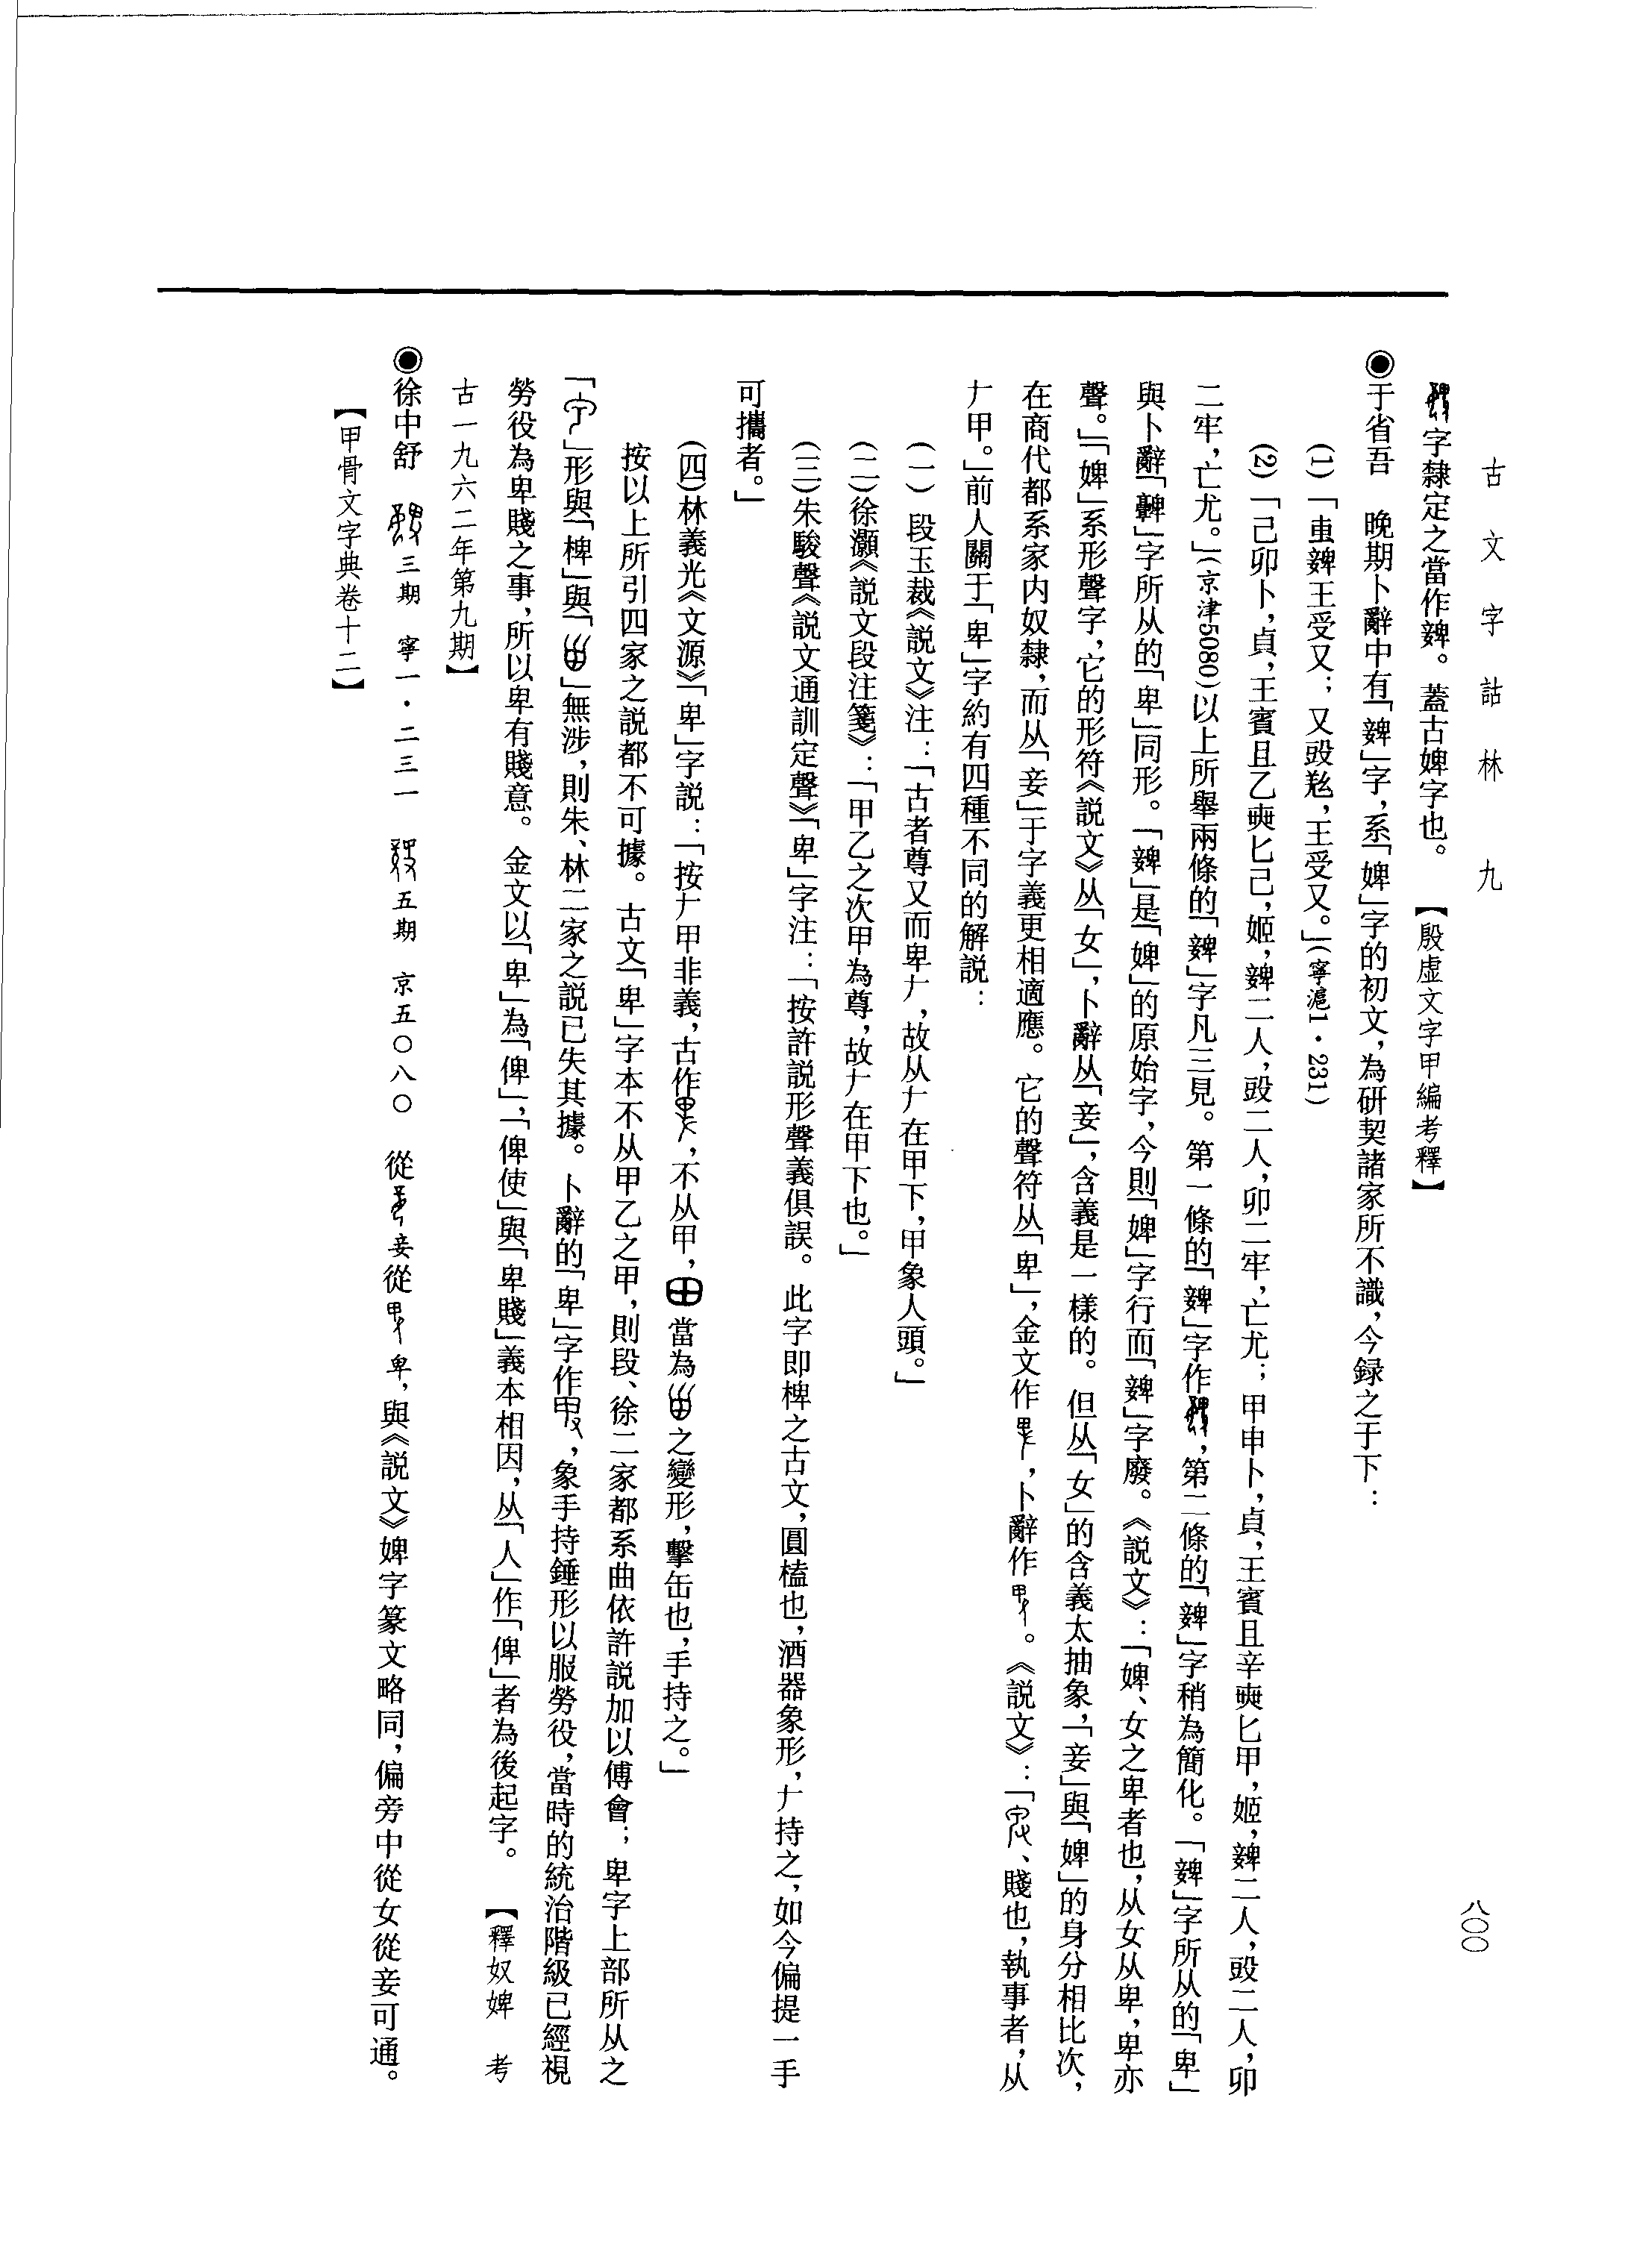 古文字詁林　九
八〇〇
字隸定之當作䇑。蓋古婢字也。　【殷虛文字甲編考釋】
◉于省吾　晚期卜辭中有「䇑」字，系「婢」字的初文，為研契諸家所不識，今録之于下：
(1)「叀䇑王受又；又，王受又。」（寧滬1·231）
(2)「己卯卜，貞，王賓且乙奭匕己，姬，䇑二人，㱾二人，卯二牢，亡尤；甲申卜，貞，王賓且辛奭匕甲，姬，䇑二人，㱾二人，卯
二牢，亡尤。」（京津5080）以上所舉兩條的「䇑」字凡三見。第一條的「䇑」字作，第二條的「䇑」字稍為簡化。「䇑」字所从的「卑」
與卜辭「」字所从的「卑」同形。「䇑」是「婢」的原始字，今則「婢」字行而「䇑」字廢。《説文》：「婢、女之卑者也，从女从卑，卑亦
聲。」「婢」系形聲字，它的形符《説文》从「女」，卜辭从「妾」，含義是一樣的。但从「女」的含義太抽象，「妾」與「婢」的身分相比次，
在商代都系家内奴隸，而从「妾」于字義更相適應。它的聲符从「卑」，金文作，卜辭作。《説文》：「、賤也，執事者，从
𠂇甲。」前人關于「卑」字約有四種不同的解説：
（一）段玉裁《説文》注：「古者尊又而卑𠂇，故从𠂇在甲下，甲象人頭。」
（二）徐灝《説文段注箋》：「甲乙之次甲為尊，故𠂇在甲下也。」
（三）朱駿聲《説文通訓定聲》「卑」字注：「按許説形聲義俱誤。此字即椑之古文，圓榼也，酒器象形，𠂇持之，如今偏提一手
可攜者。」
（四）林義光《文源》「卑」字説：「按𠂇甲非義，古作，不从甲，當為之變形，擊缶也，手持之。」
按以上所引四家之説都不可據。古文「卑」字本不从甲乙之甲，則段、徐二家都系曲依許説加以傅會；卑字上部所从之
「」形與「椑」與「」無涉，則朱、林二家之説已失其據。卜辭的「卑」字作，象手持錘形以服勞役，當時的統治階級已經視
勞役為卑賤之事，所以卑有賤意。金文以「卑」為「俾」，「俾使」與「卑賤」義本相因，从「人」作「俾」者為後起字。　【釋奴婢　考
古一九六二年第九期】
◉徐中舒　三期　寧一·二三一　五期　京五〇八〇　從妾從卑，與《説文》婢字篆文略同，偏旁中從女從妾可通。
【甲骨文字典卷十二】